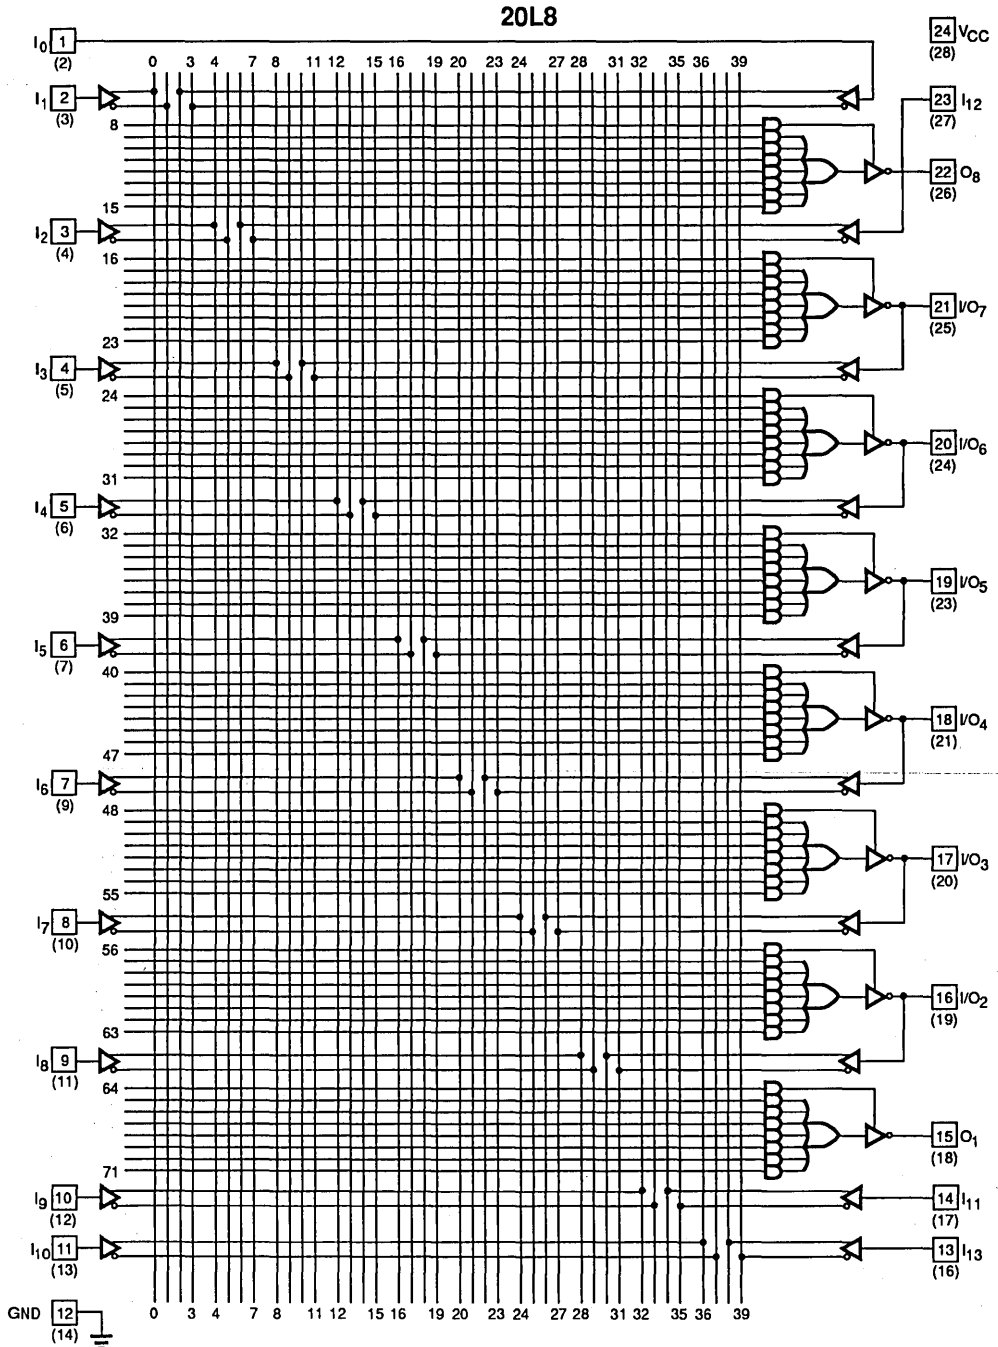 20L8
I0 1 (2)
24 VCC (28)
0 3 4 7 8 11 12 15 16 19 20 23 24 27 28 31 32 35 36 39
I1 2 (3)
23 I12 (27)
8
22 O8 (26)
15
I2 3 (4)
16
21 I/O7 (25)
23
I3 4 (5)
24
20 I/O6 (24)
31
I4 5 (6)
32
19 I/O5 (23)
39
I5 6 (7)
40
18 I/O4 (21)
47
I6 7 (9)
48
17 I/O3 (20)
55
I7 8 (10)
56
16 I/O2 (19)
63
I8 9 (11)
64
15 O1 (18)
71
I9 10 (12)
14 I11 (17)
I10 11 (13)
13 I13 (16)
0 3 4 7 8 11 12 15 16 19 20 23 24 27 28 31 32 35 36 39
GND 12 (14)